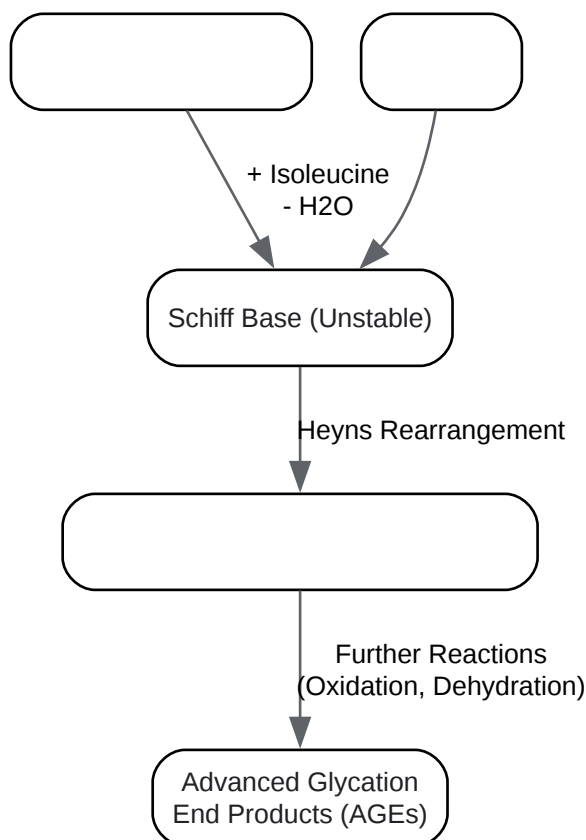 + Isoleucine
- H2O
Schiff Base (Unstable)
Heyns Rearrangement
Further Reactions
(Oxidation, Dehydration)
Advanced Glycation
End Products (AGEs)